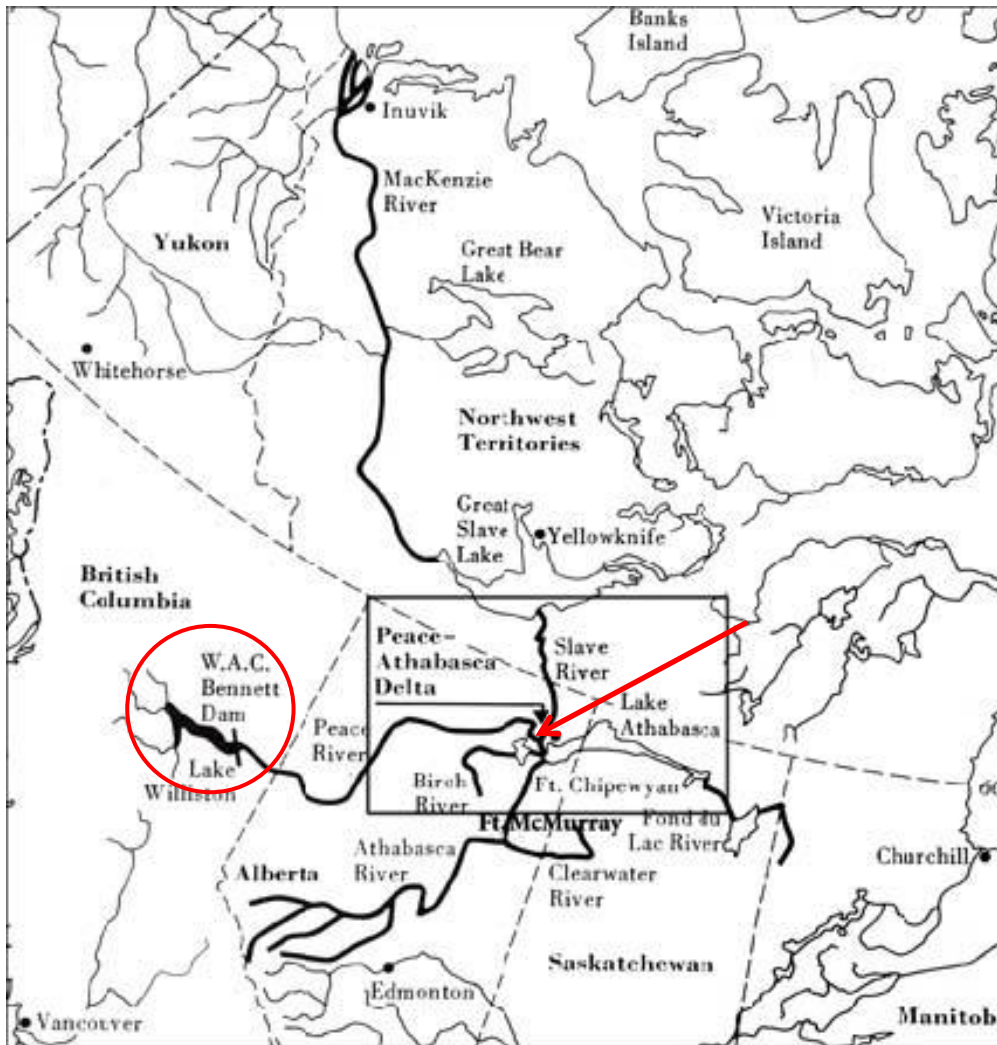 Banks
Island
Inuvik
MacKenzie
River
Victoria
Island
Yukon
Great Bear
Lake
Whitehorse
Northwest
Territories
Great
Slave
Lake
Yellowknife
British
Columbia
Peace-
Athabasca
Delta
Slave
River
W.A.C.
Bennett
Dam
Lake
Athabasca
Peace
River
Lake
Williston
Birch
River
Ft. Chipewyan
Ft. McMurray
Fond du
Lac River
Athabasca
River
Churchill
Alberta
Clearwater
River
Saskatchewan
Edmonton
Manitob
Vancouver